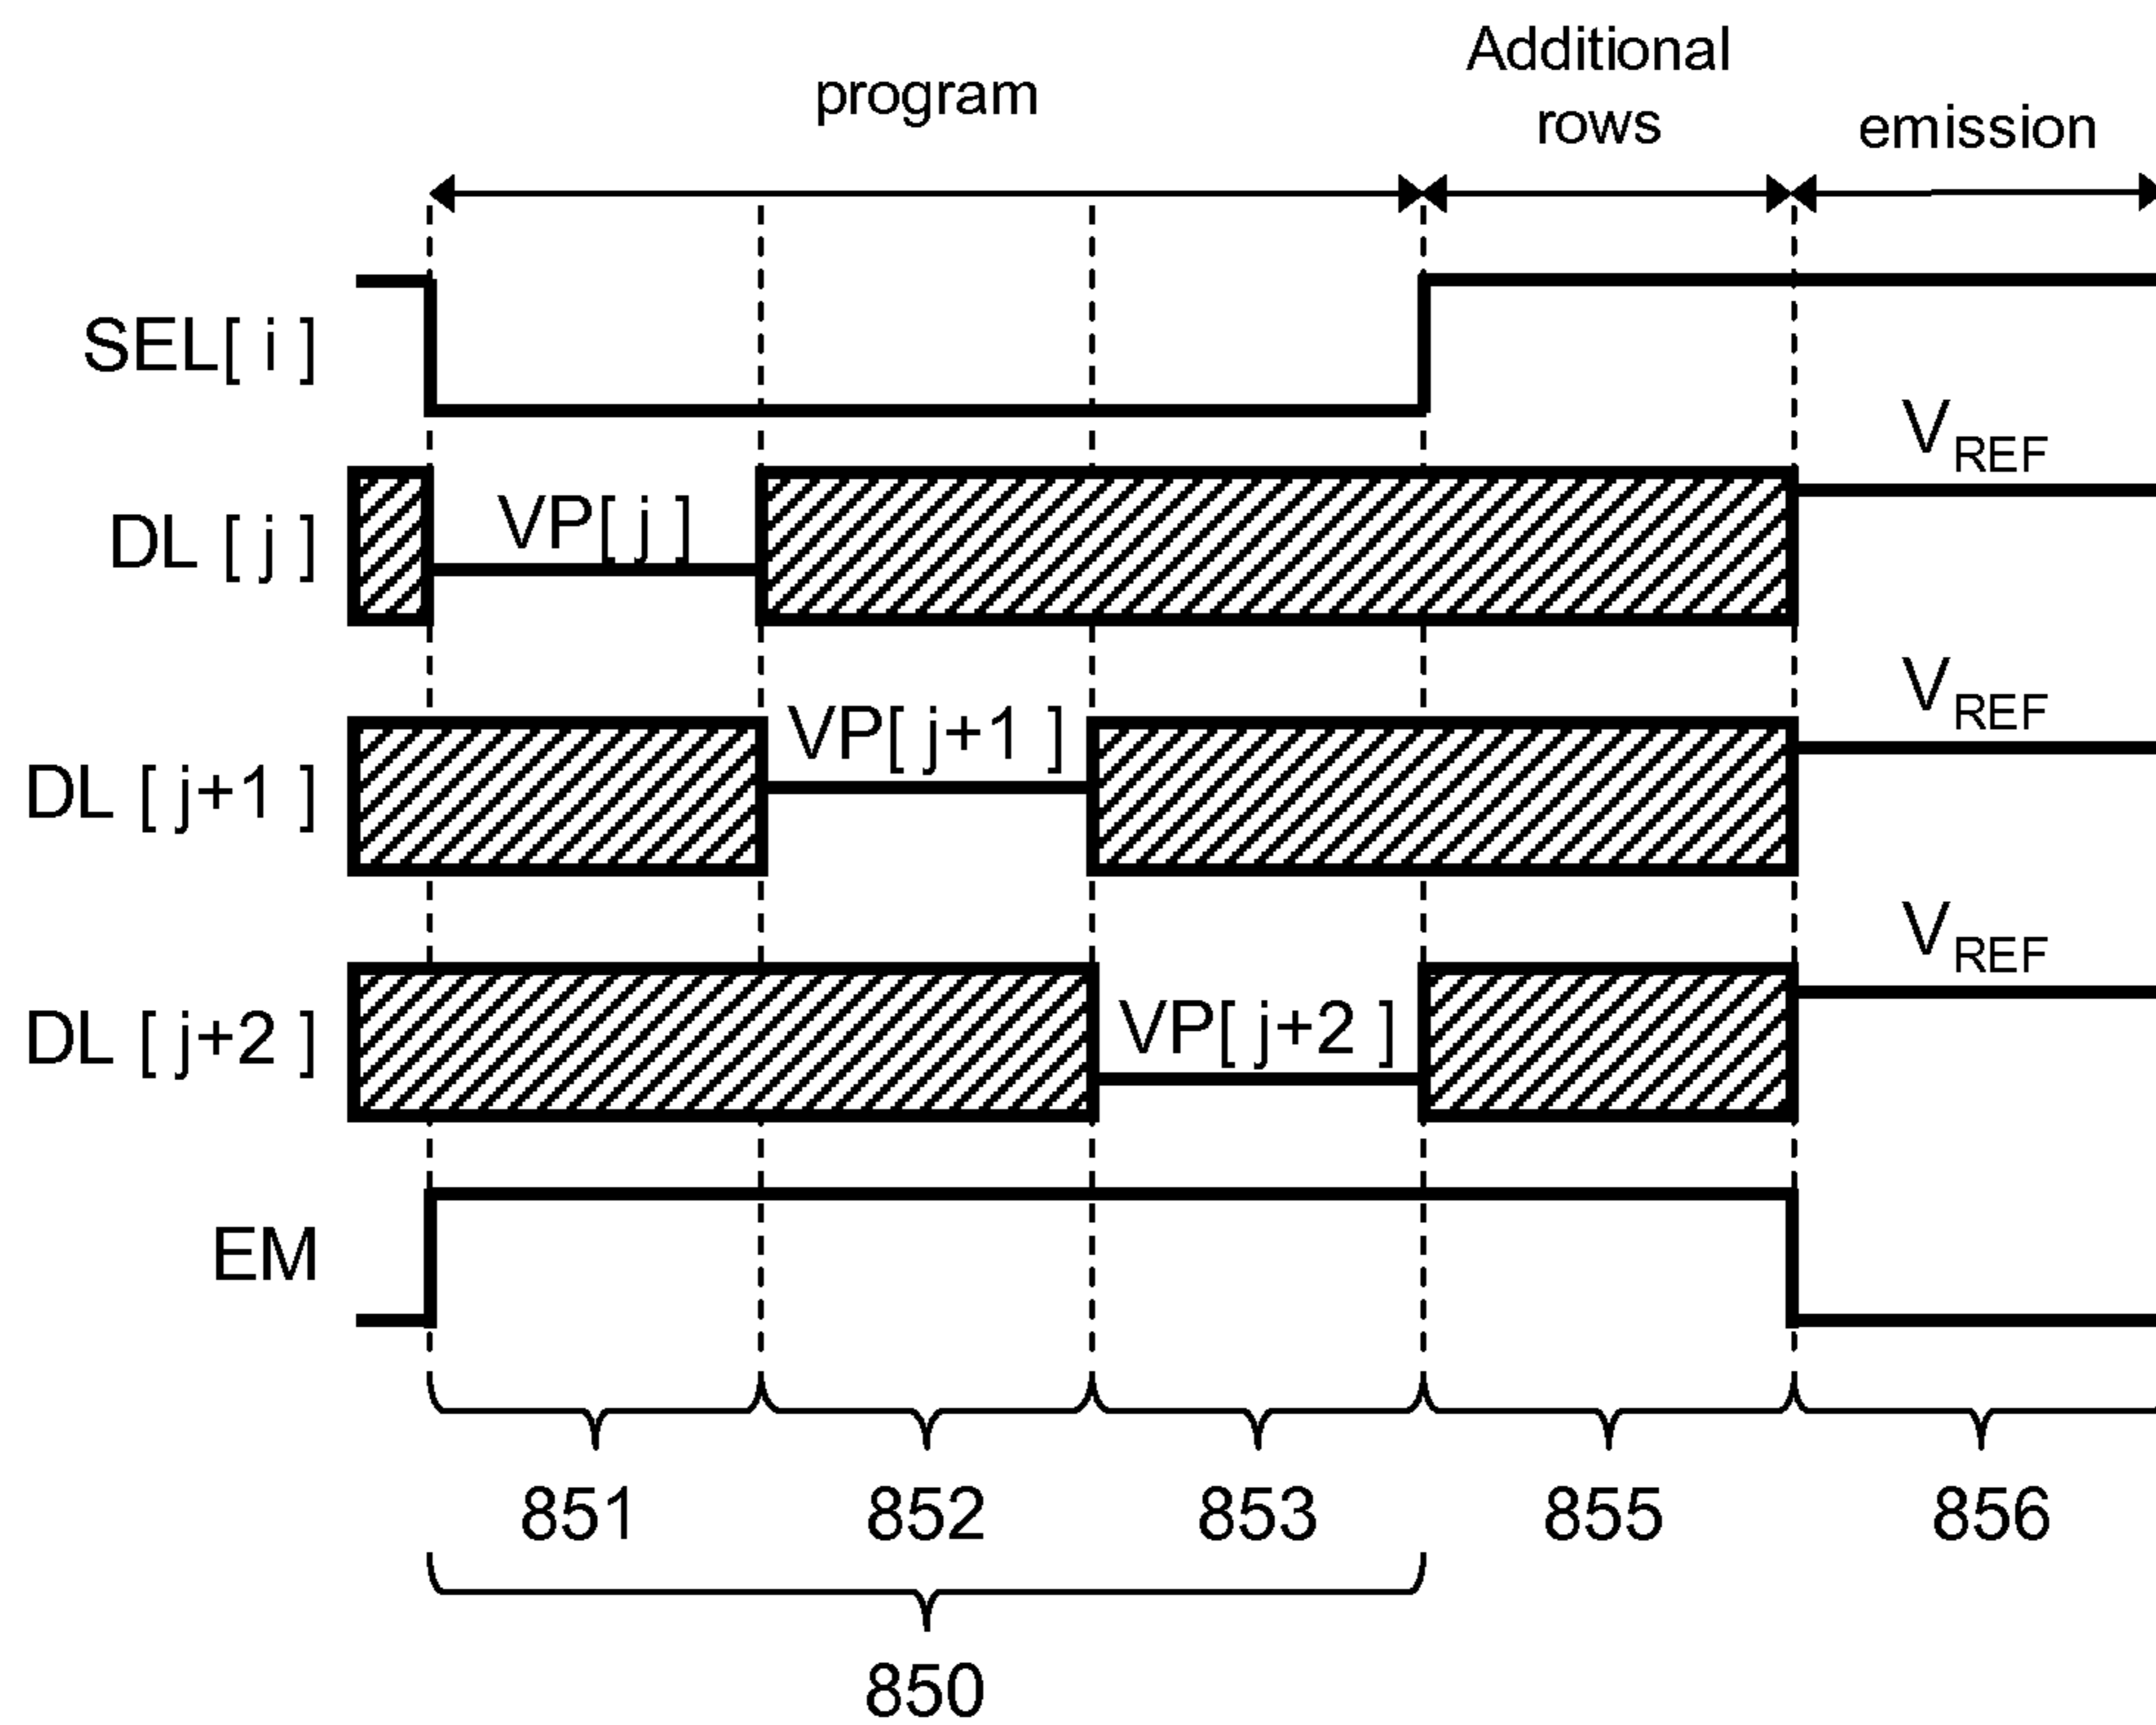 program
Additional
rows
emission
SEL[ i ]
DL [ j ]
VP[ j ]
VREF
DL [ j+1 ]
VP[ j+1 ]
VREF
DL [ j+2 ]
VP[ j+2 ]
VREF
EM
851
852
853
855
856
850